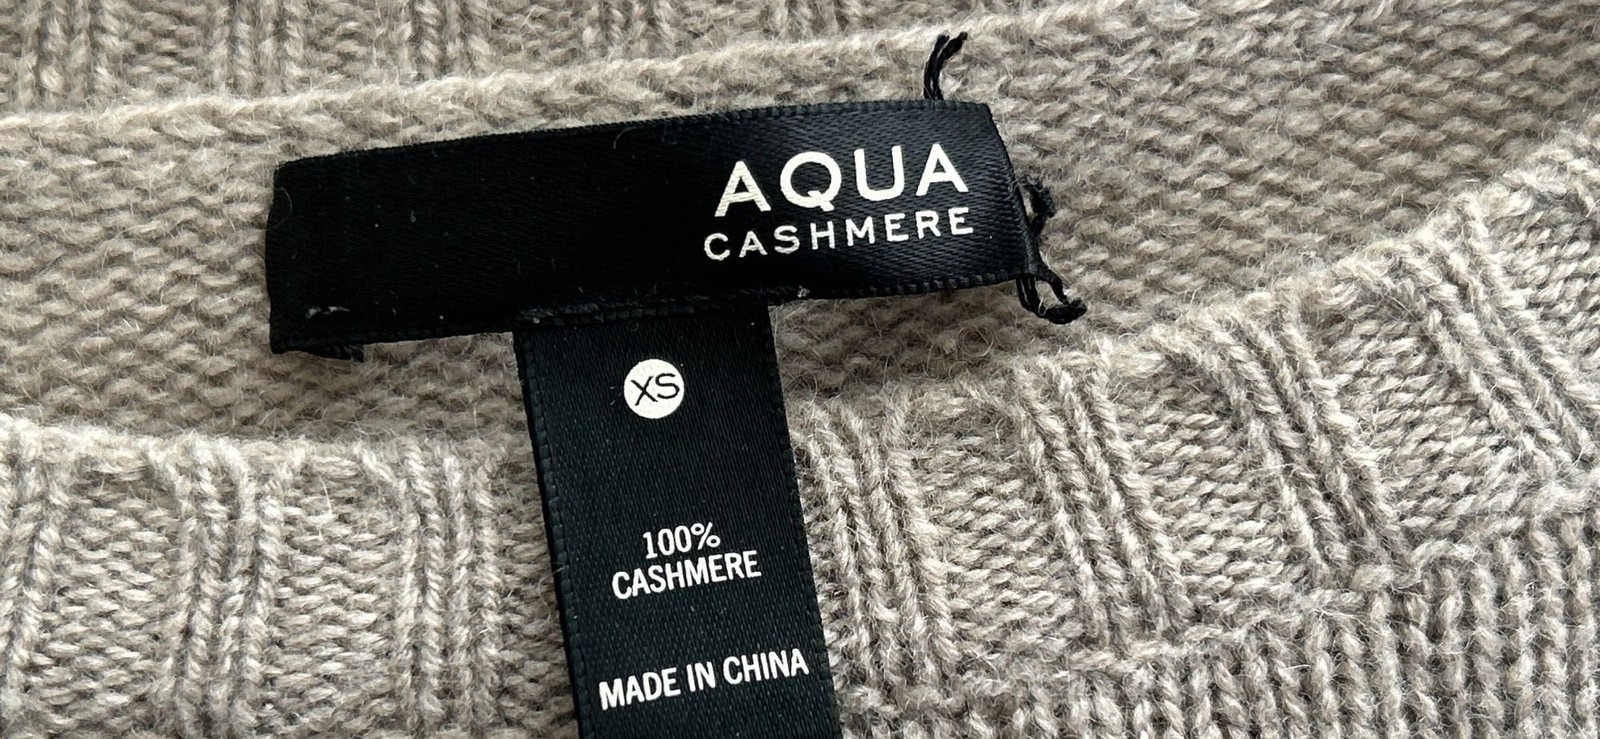 AQUA
CASHMERE
XS
100%
CASHMERE
MADE IN CHINA